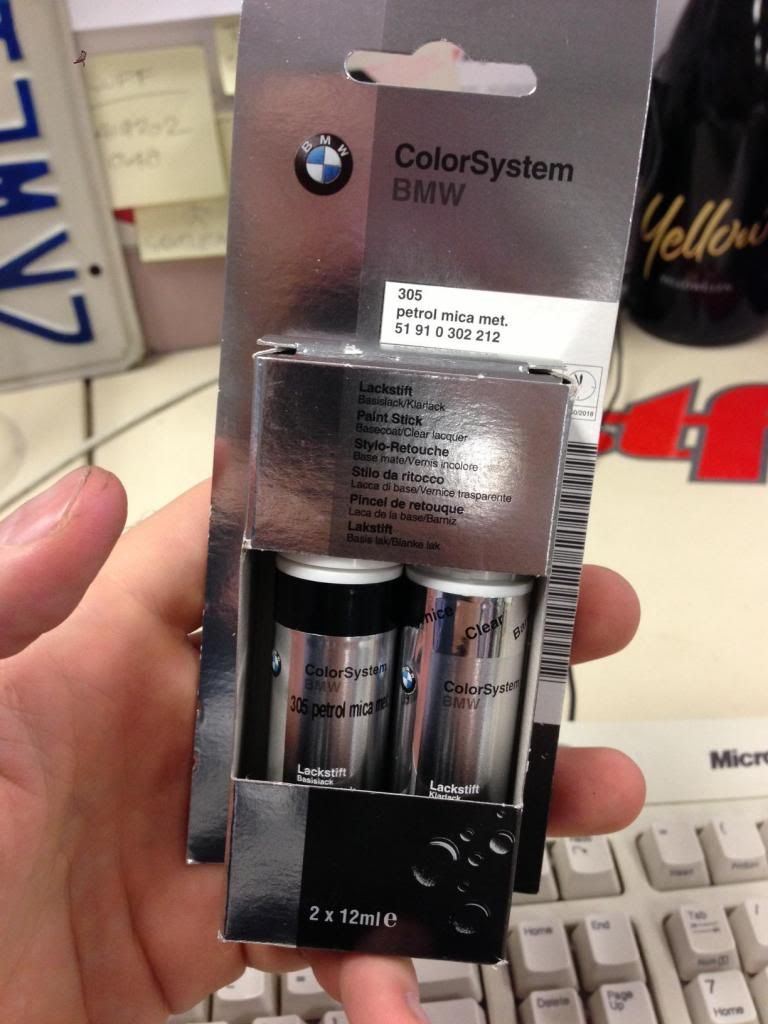 BMW
ColorSystem
BMW
305
petrol mica met.
51 91 0 302 212
Lackstift
Basislack/Klarlack
Paint Stick
Basecoat/Clear lacquer
Stylo-Retouche
Base mate/Vernis incolore
Stilo da ritocco
Lacca di base/Vernice trasparente
Pincel de retouque
Laca de la base/Barniz
Lakstift
Basis lak/Blanke lak
ColorSystem
BMW
305 petrol mica met.
Lackstift
Basislack
Clear
ColorSystem
BMW
Lackstift
Klarlack
2 x 12ml e
Yellow
Micro
Home
End
Delete
Page
Up
Tab
7
Home